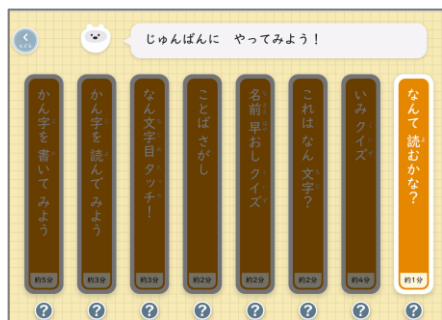 じゅんばんに やってみよう！
なんて 読むかな？
約1分
いみ クイズ
約4分
これは なん 文字？
約2分
名前 早おし クイズ
約2分
ことば さがし
約2分
なん文字目 タッチ！
約3分
かん字を 読んで みよう
約3分
かん字を 書いて みよう
約5分
?
?
?
?
?
?
?
?